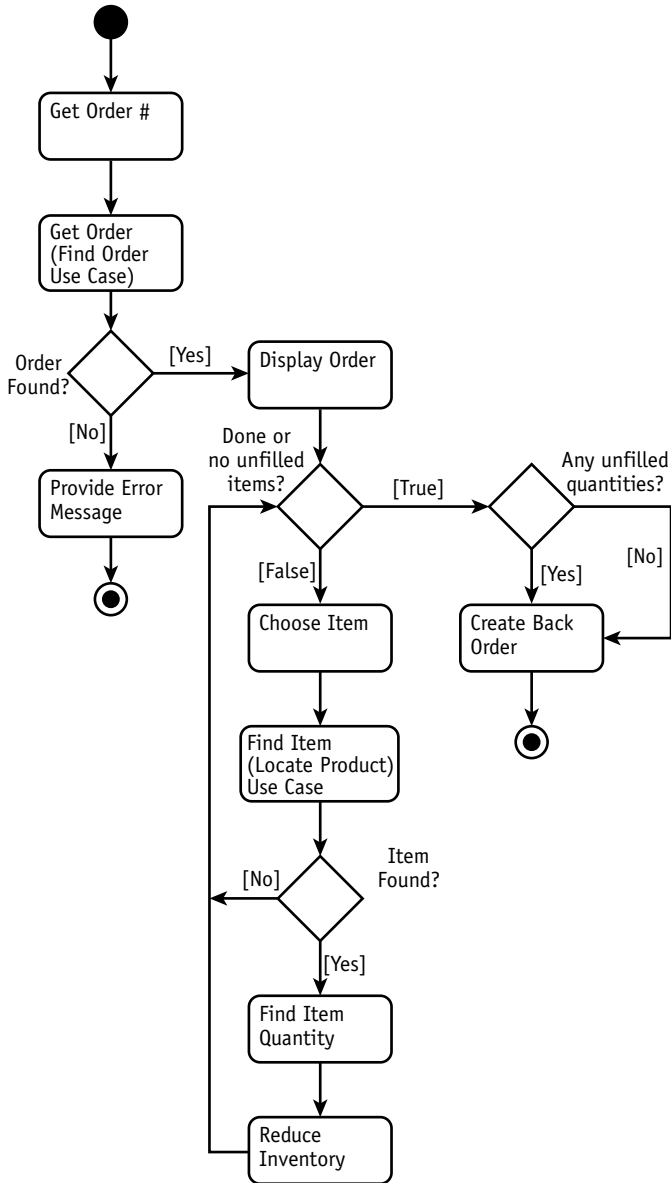 Get Order #
Get Order
(Find Order
Use Case)
Order
Found?
[Yes]
Display Order
[No]
Provide Error
Message
Done or
no unfilled
items?
[True]
Any unfilled
quantities?
[No]
[Yes]
Create Back
Order
[False]
Choose Item
Find Item
(Locate Product)
Use Case
Item
Found?
[No]
[Yes]
Find Item
Quantity
Reduce
Inventory